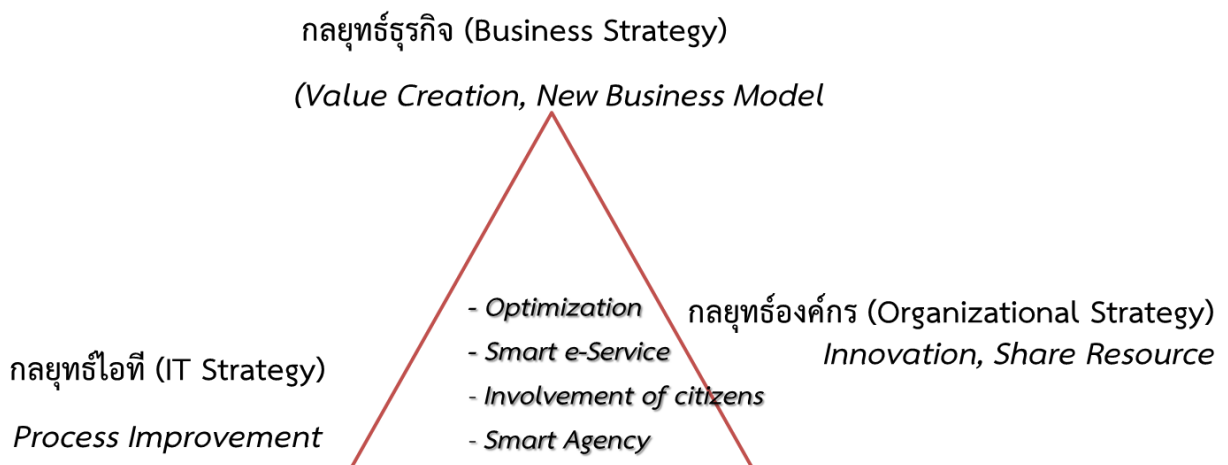 กลยุทธ์ธุรกิจ (Business Strategy)
(Value Creation, New Business Model
- Optimization
- Smart e-Service
- Involvement of citizens
- Smart Agency
กลยุทธ์องค์กร (Organizational Strategy)
Innovation, Share Resource
กลยุทธ์ไอที (IT Strategy)
Process Improvement